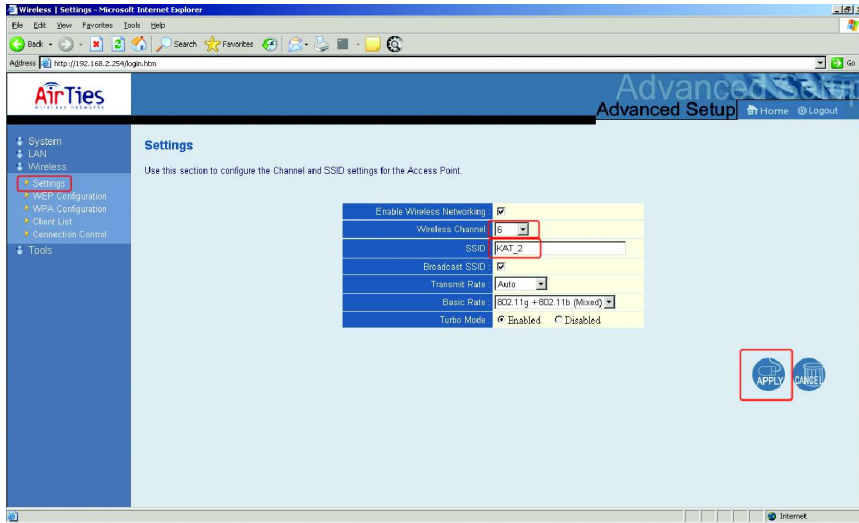 Wireless | Settings - Microsoft Internet Explorer
File Edit View Favorites Tools Help
Back Search Favorites
Address http://192.168.2.254/login.htm Go
AirTies
WIRELESS NETWORKS
Advanced Setup
Advanced Setup Home Logout
System
LAN
Wireless
Settings
WEP Configuration
WPA Configuration
Client List
Connection Control
Tools
Settings
Use this section to configure the Channel and SSID settings for the Access Point.
Enable Wireless Networking :
Wireless Channel : 6
SSID : KAT_2
Broadcast SSID :
Transmit Rate : Auto
Basic Rate : 802.11g + 802.11b (Mixed)
Turbo Mode : Enabled Disabled
APPLY CANCEL
Internet